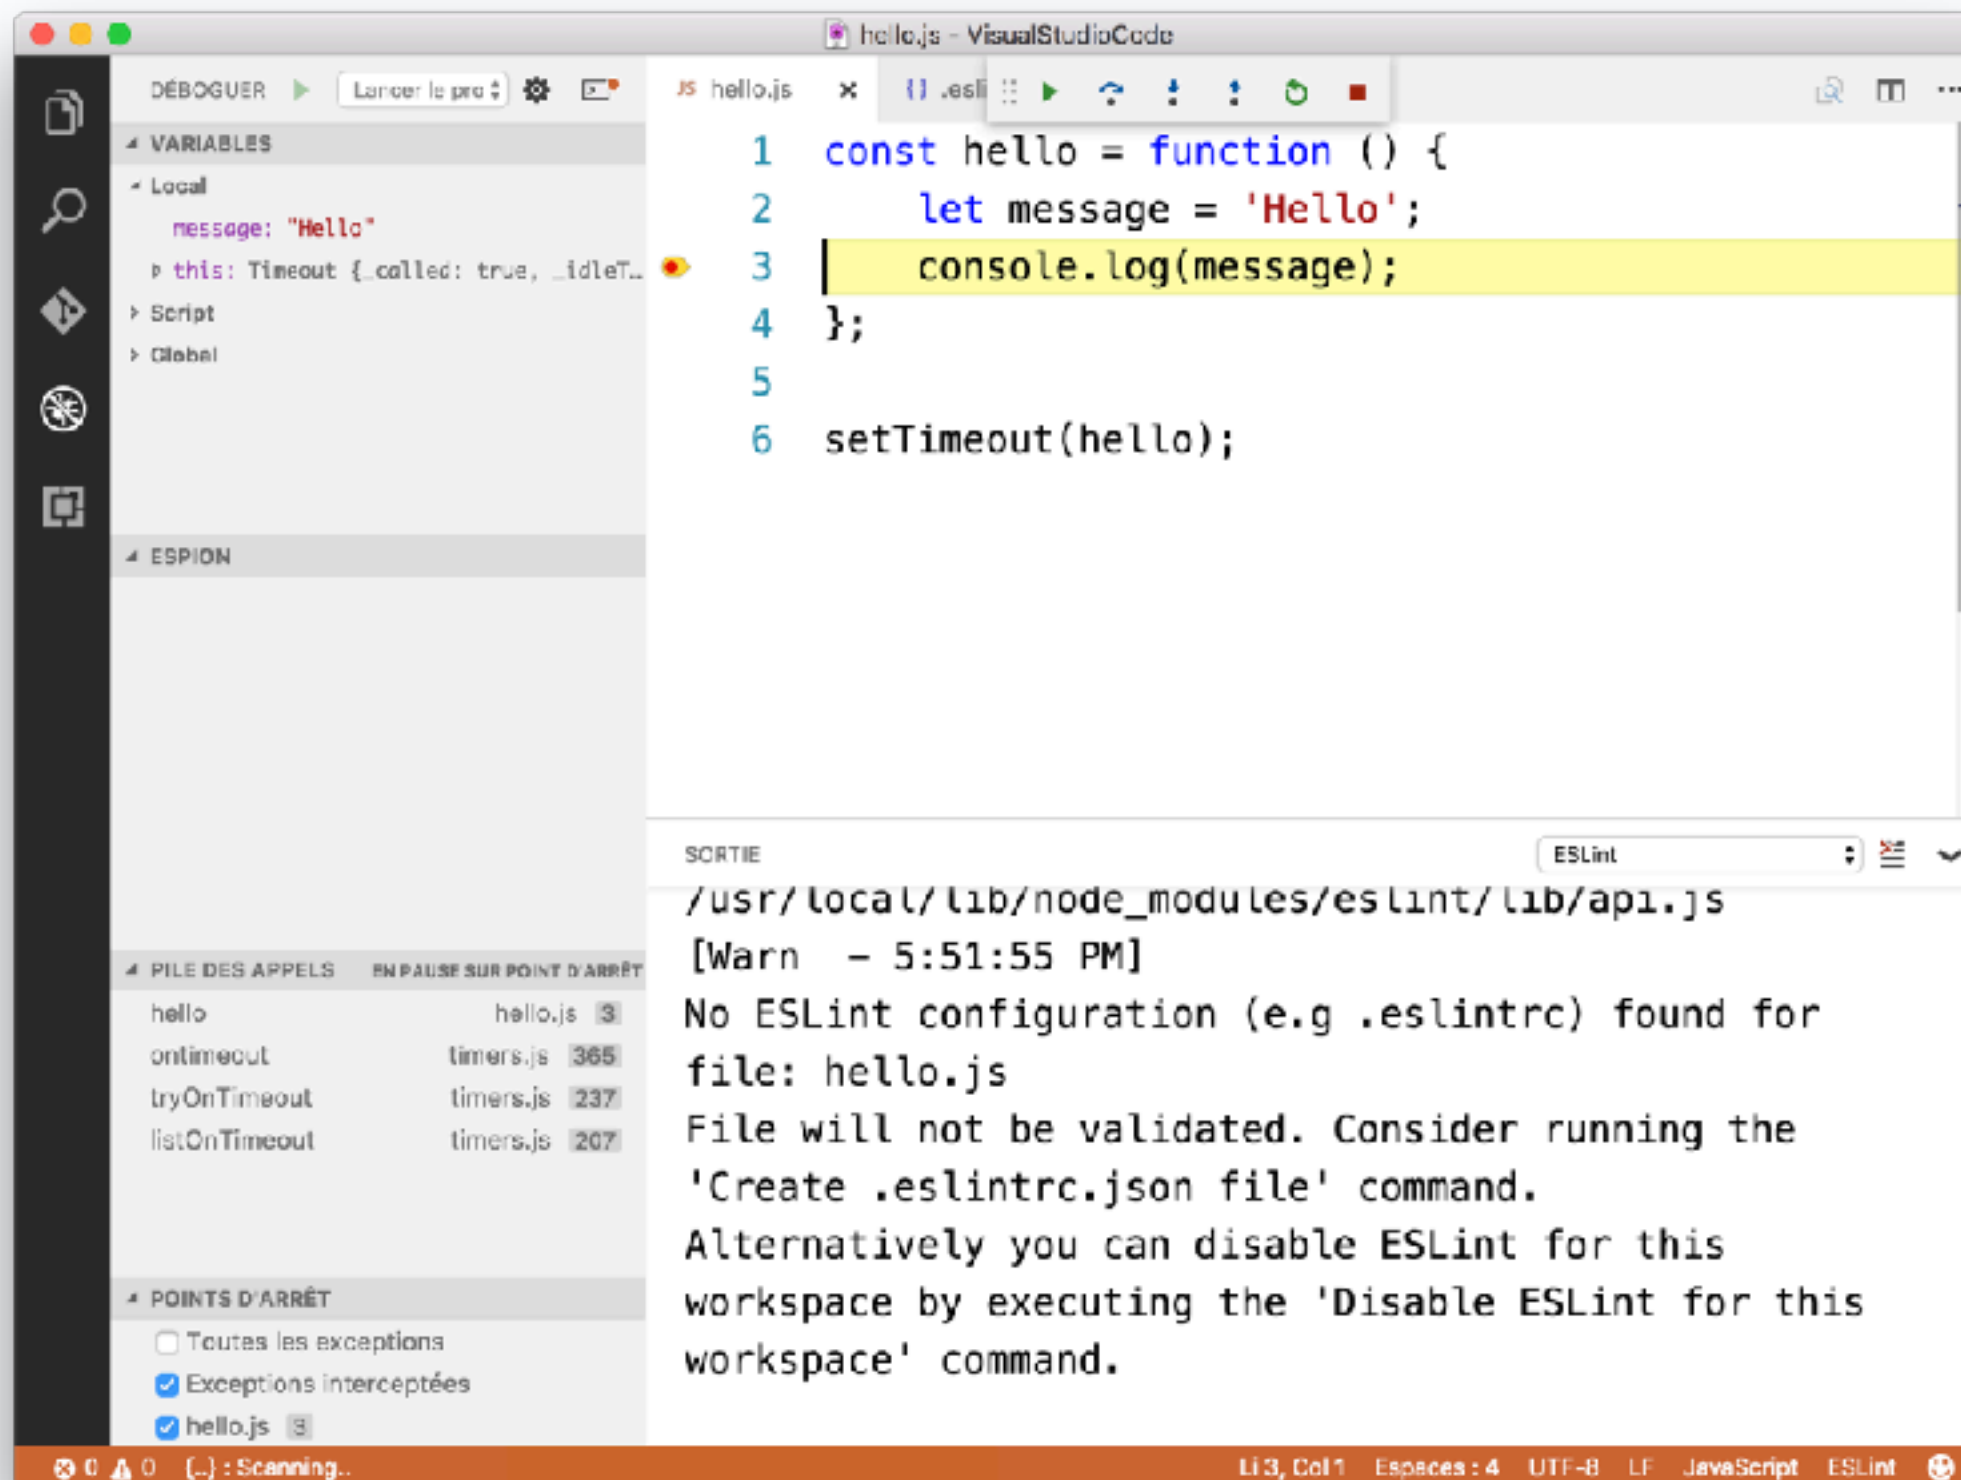 hello.js - VisualStudioCode
DÉBOGUER Lancer le pro
VARIABLES
Local
message: "Hello"
this: Timeout {_called: true, _idleT…
Script
Global
ESPION
PILE DES APPELS EN PAUSE SUR POINT D'ARRÊT
hello hello.js 3
ontimeout timers.js 365
tryOnTimeout timers.js 237
listOnTimeout timers.js 207
POINTS D'ARRÊT
Toutes les exceptions
Exceptions interceptées
hello.js 3
JS hello.js {} .esli
1 const hello = function () {
2 let message = 'Hello';
3 console.log(message);
4 };
5
6 setTimeout(hello);
SORTIE ESLint
/usr/local/lib/node_modules/eslint/lib/api.js
[Warn  - 5:51:55 PM]
No ESLint configuration (e.g .eslintrc) found for
file: hello.js
File will not be validated. Consider running the
'Create .eslintrc.json file' command.
Alternatively you can disable ESLint for this
workspace by executing the 'Disable ESLint for this
workspace' command.
0 0 {..} : Scanning.. Li 3, Col 1 Espaces : 4 UTF-8 LF JavaScript ESLint